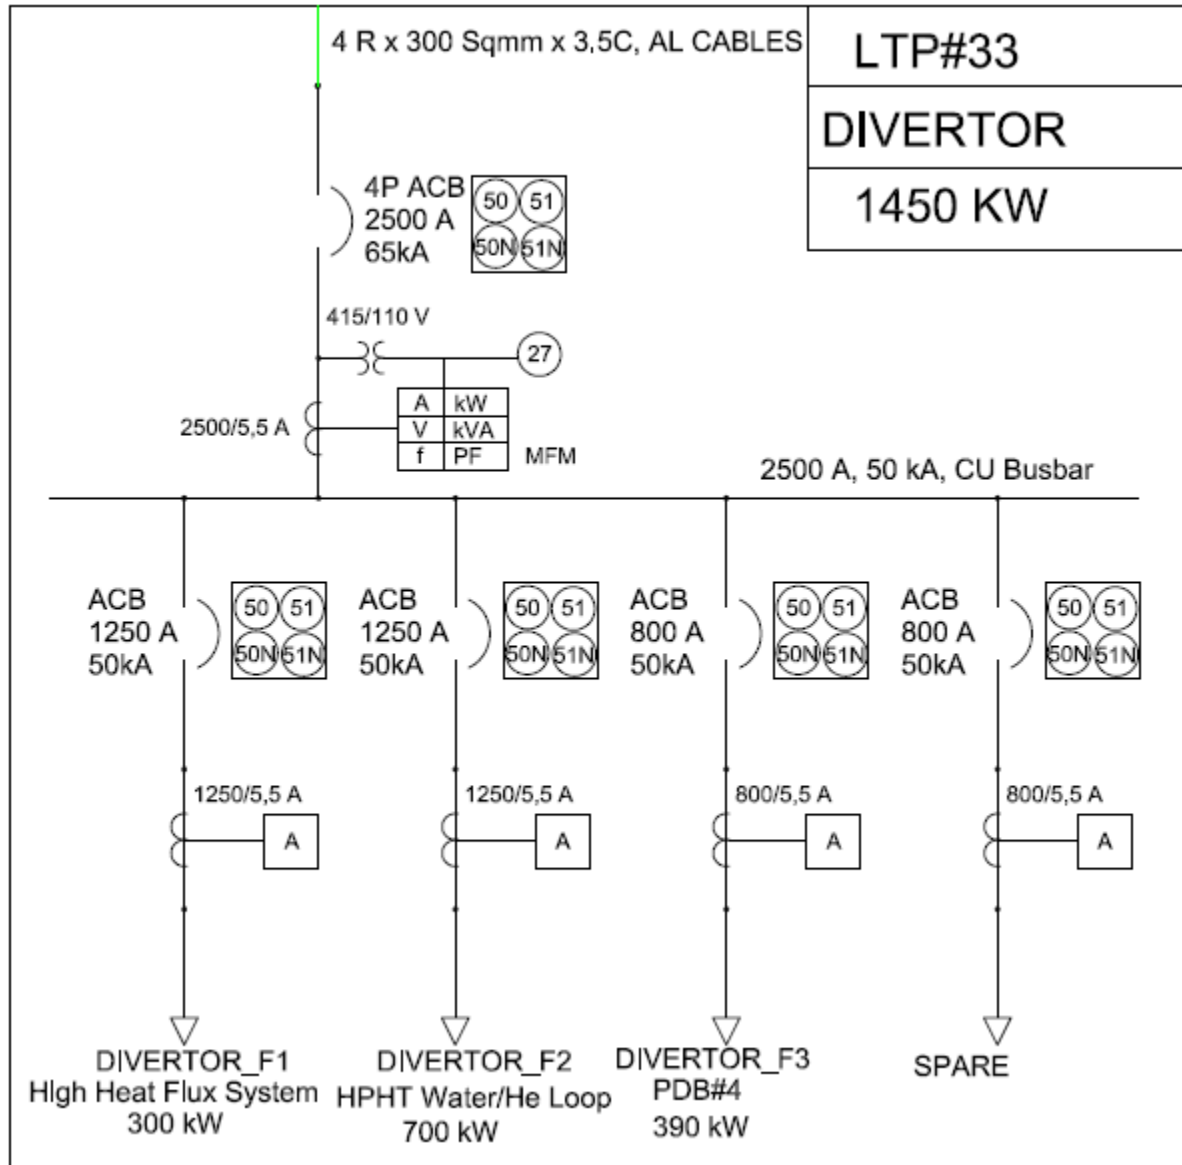 4 R x 300 Sqmm x 3,5C, AL CABLES
LTP#33
DIVERTOR
1450 KW
4P ACB
2500 A
65kA
50 51
50N 51N
415/110 V
27
2500/5,5 A
A kW
V kVA
f PF
MFM
2500 A, 50 kA, CU Busbar
ACB
1250 A
50kA
50 51
50N 51N
ACB
1250 A
50kA
50 51
50N 51N
ACB
800 A
50kA
50 51
50N 51N
ACB
800 A
50kA
50 51
50N 51N
1250/5,5 A
A
1250/5,5 A
A
800/5,5 A
A
800/5,5 A
A
DIVERTOR_F1
High Heat Flux System
300 kW
DIVERTOR_F2
HPHT Water/He Loop
700 kW
DIVERTOR_F3
PDB#4
390 kW
SPARE